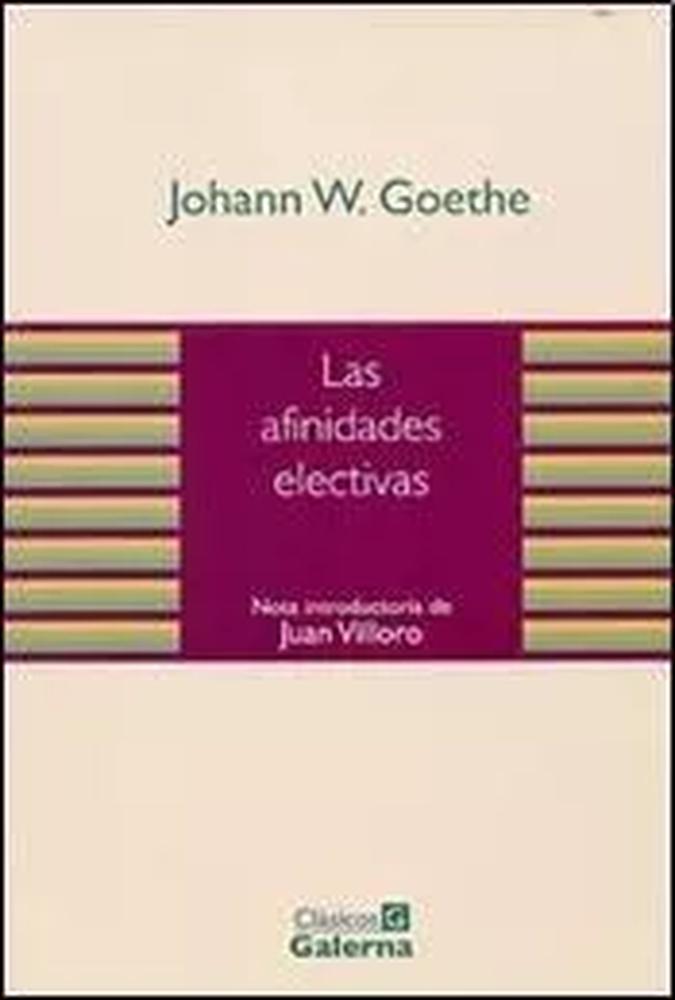 Johann W. Goethe
Las
afinidades
electivas
Nota introductoria de
Juan Villoro
Clásicos G
Galerna